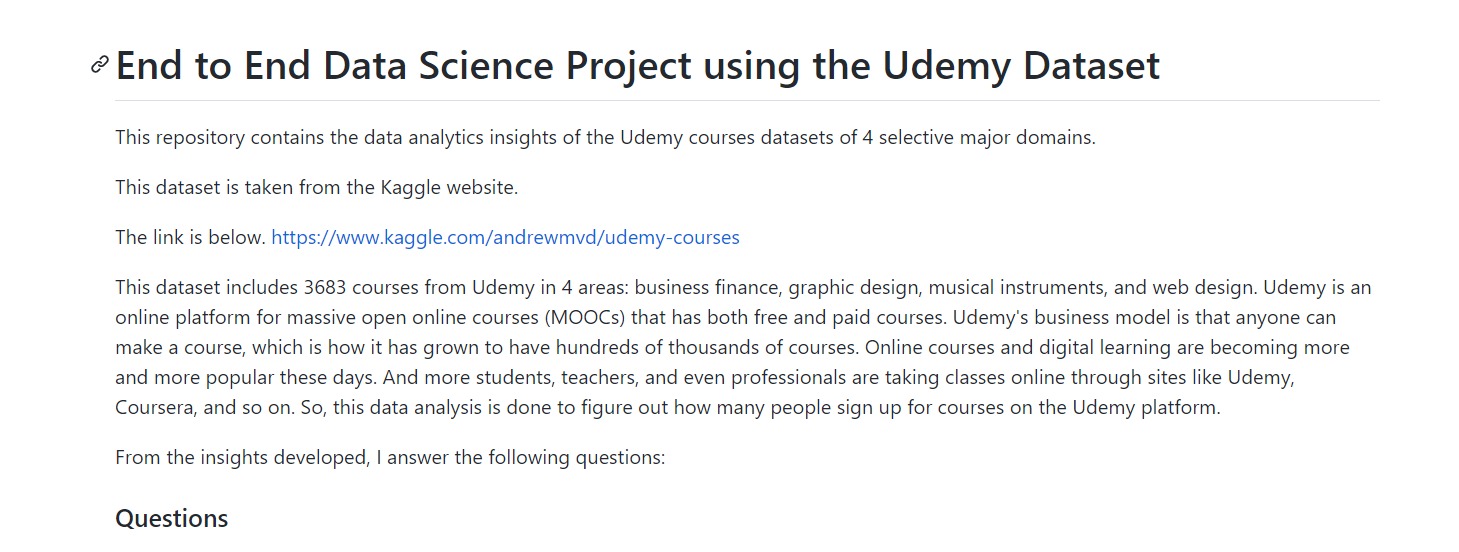 End to End Data Science Project using the Udemy Dataset
This repository contains the data analytics insights of the Udemy courses datasets of 4 selective major domains.
This dataset is taken from the Kaggle website.
The link is below. https://www.kaggle.com/andrewmvd/udemy-courses
This dataset includes 3683 courses from Udemy in 4 areas: business finance, graphic design, musical instruments, and web design. Udemy is an
online platform for massive open online courses (MOOCs) that has both free and paid courses. Udemy's business model is that anyone can
make a course, which is how it has grown to have hundreds of thousands of courses. Online courses and digital learning are becoming more
and more popular these days. And more students, teachers, and even professionals are taking classes online through sites like Udemy,
Coursera, and so on. So, this data analysis is done to figure out how many people sign up for courses on the Udemy platform.
From the insights developed, I answer the following questions:
Questions